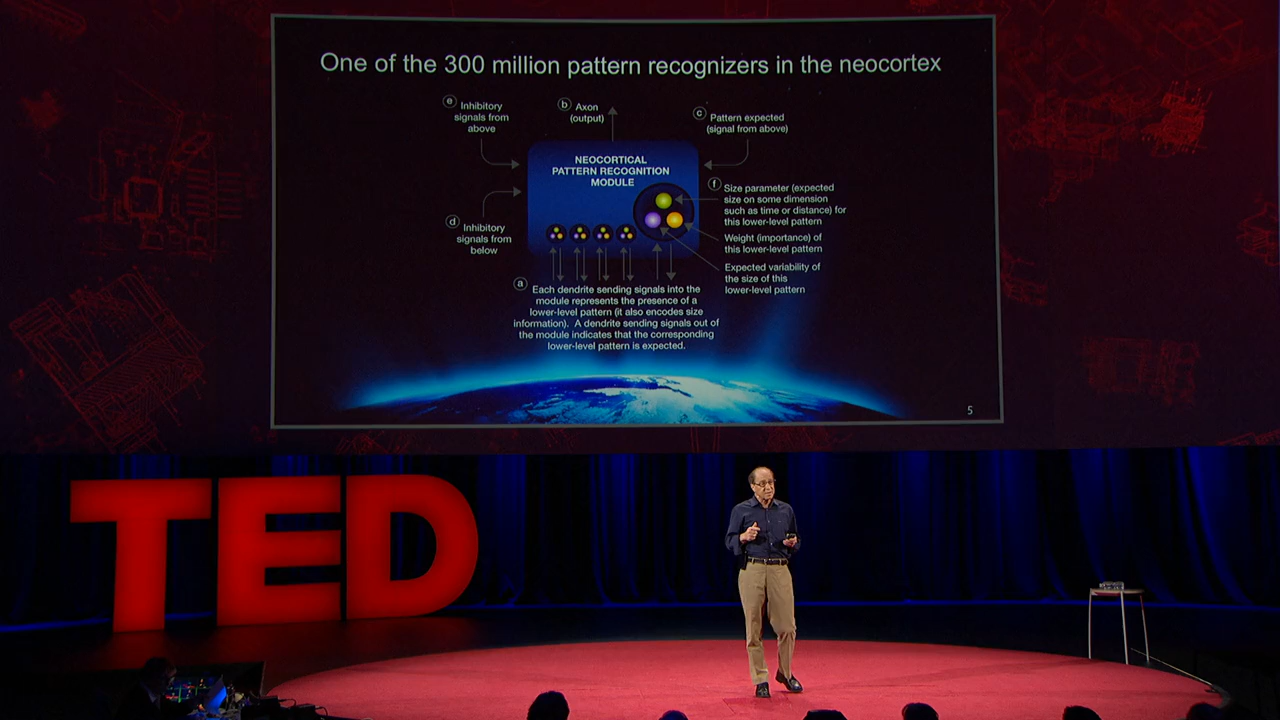 One of the 300 million pattern recognizers in the neocortex
e
Inhibitory
signals from
above
b
Axon
(output)
c
Pattern expected
(signal from above)
NEOCORTICAL
PATTERN RECOGNITION
MODULE
f
Size parameter (expected
size on some dimension
such as time or distance) for
this lower-level pattern
d
Inhibitory
signals from
below
Weight (importance) of
this lower-level pattern
Expected variability of
the size of this
lower-level pattern
a
Each dendrite sending signals into the
module represents the presence of a
lower-level pattern (it also encodes size
information). A dendrite sending signals out of
the module indicates that the corresponding
lower-level pattern is expected.
5
TED